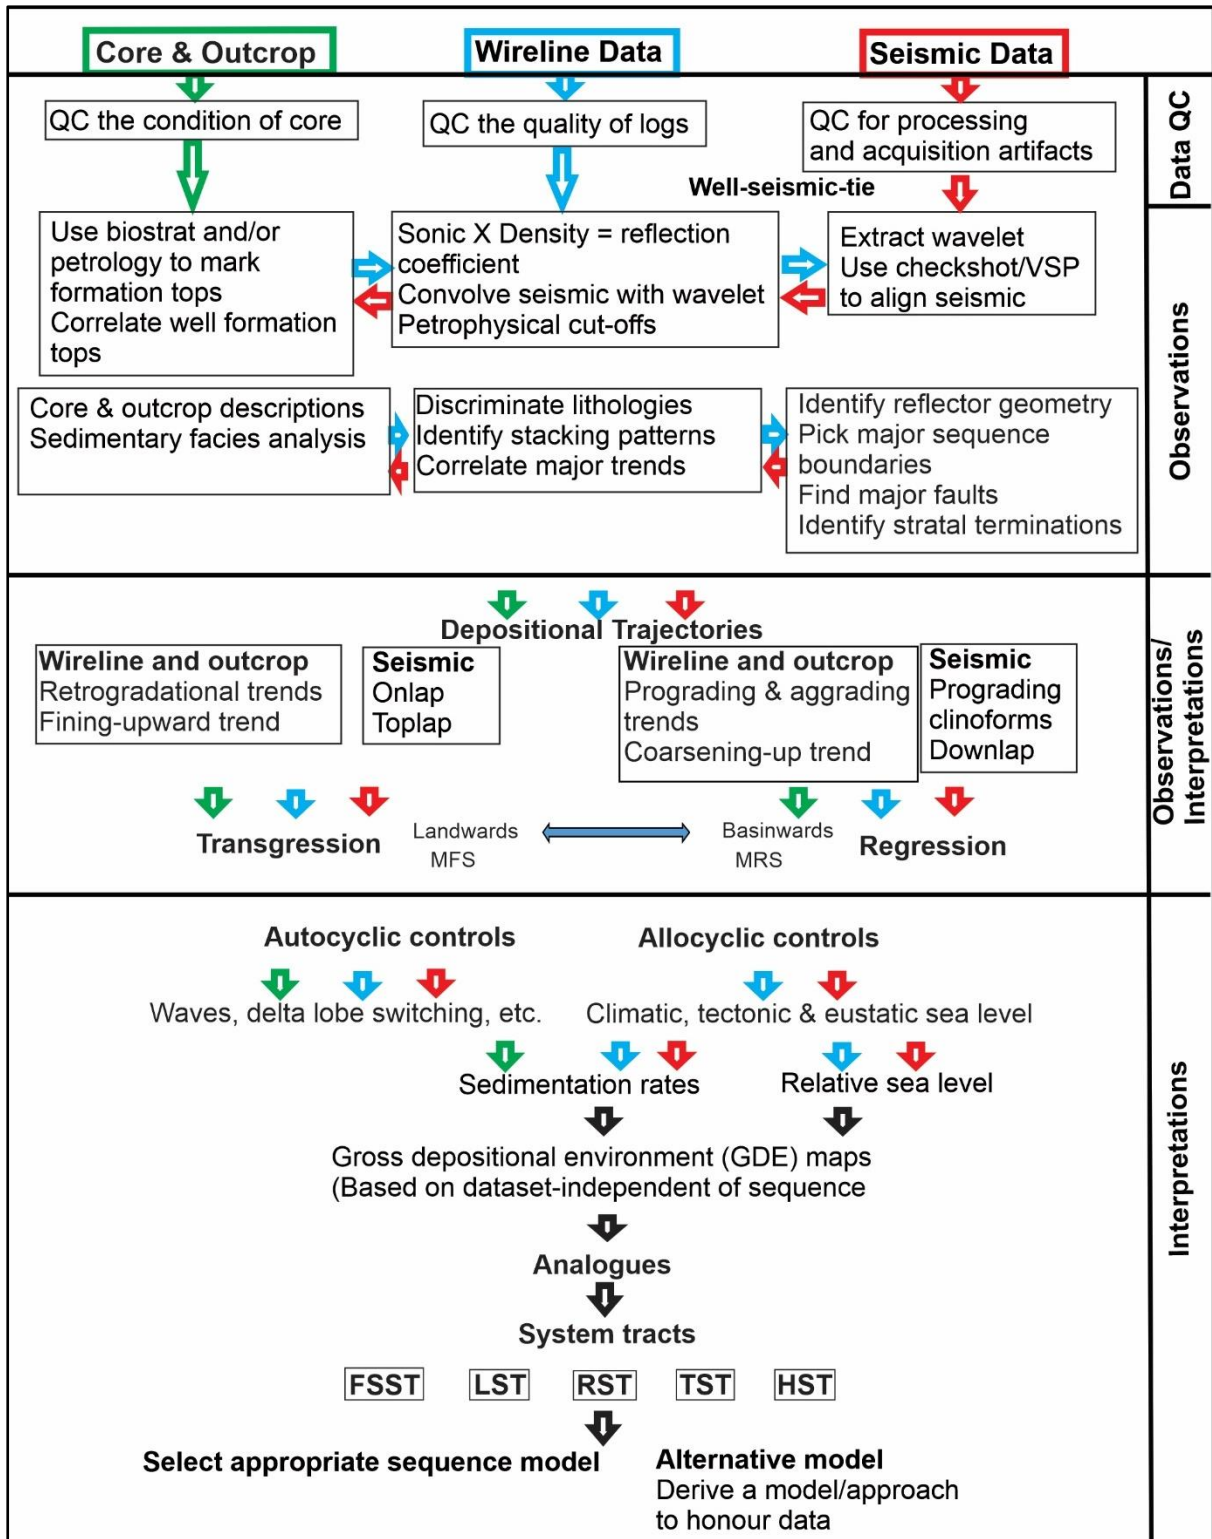 Core & Outcrop
Wireline Data
Seismic Data
QC the condition of core
QC the quality of logs
QC for processing
and acquisition artifacts
Data QC
Well-seismic-tie
Use biostrat and/or
petrology to mark
formation tops
Correlate well formation
tops
Sonic X Density = reflection
coefficient
Convolve seismic with wavelet
Petrophysical cut-offs
Extract wavelet
Use checkshot/VSP
to align seismic
Core & outcrop descriptions
Sedimentary facies analysis
Discriminate lithologies
Identify stacking patterns
Correlate major trends
Identify reflector geometry
Pick major sequence
boundaries
Find major faults
Identify stratal terminations
Observations
Depositional Trajectories
Wireline and outcrop
Retrogradational trends
Fining-upward trend
Seismic
Onlap
Toplap
Wireline and outcrop
Prograding & aggrading
trends
Coarsening-up trend
Seismic
Prograding
clinoforms
Downlap
Observations/
Interpretations
Transgression
Landwards
MFS
Basinwards
MRS
Regression
Autocyclic controls
Allocyclic controls
Waves, delta lobe switching, etc.
Climatic, tectonic & eustatic sea level
Sedimentation rates
Relative sea level
Gross depositional environment (GDE) maps
(Based on dataset-independent of sequence
Analogues
System tracts
FSST
LST
RST
TST
HST
Select appropriate sequence model
Alternative model
Derive a model/approach
to honour data
Interpretations